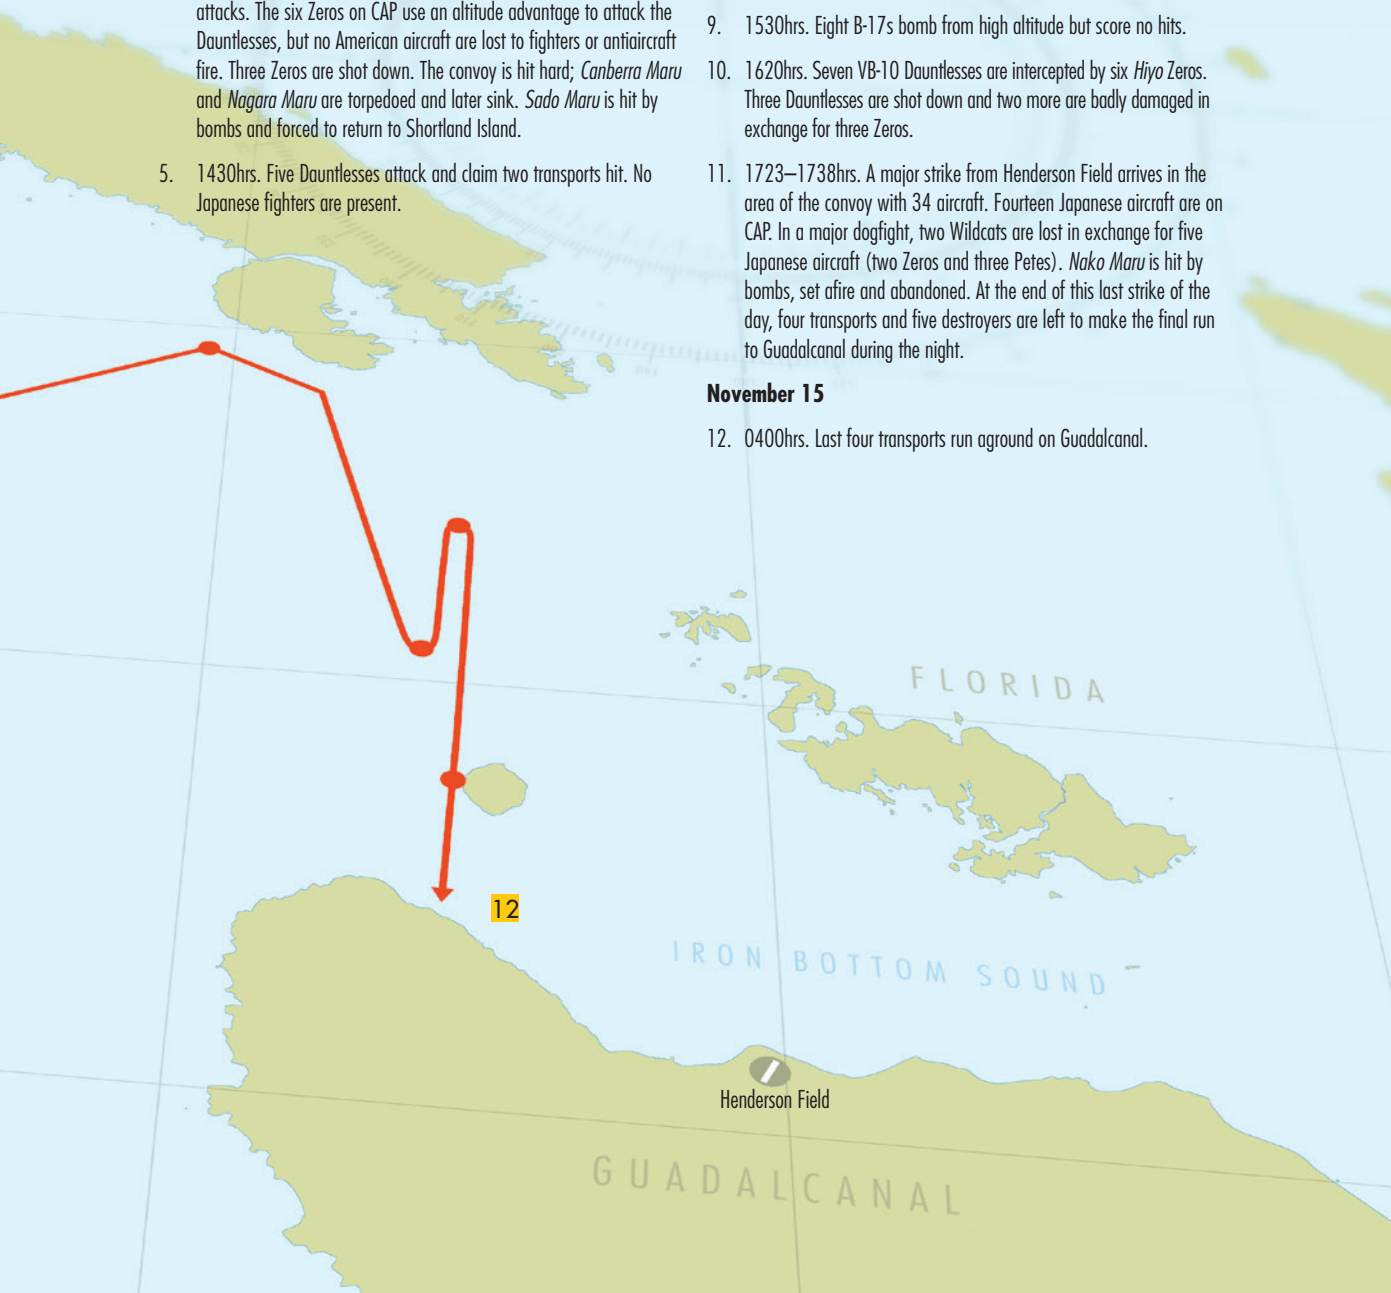 attacks. The six Zeros on CAP use an altitude advantage to attack the
Dauntlesses, but no American aircraft are lost to fighters or antiaircraft
fire. Three Zeros are shot down. The convoy is hit hard; Canberra Maru
and Nagara Maru are torpedoed and later sink. Sado Maru is hit by
bombs and forced to return to Shortland Island.
5. 1430hrs. Five Dauntlesses attack and claim two transports hit. No
Japanese fighters are present.
9. 1530hrs. Eight B-17s bomb from high altitude but score no hits.
10. 1620hrs. Seven VB-10 Dauntlesses are intercepted by six Hiyo Zeros.
Three Dauntlesses are shot down and two more are badly damaged in
exchange for three Zeros.
11. 1723–1738hrs. A major strike from Henderson Field arrives in the
area of the convoy with 34 aircraft. Fourteen Japanese aircraft are on
CAP. In a major dogfight, two Wildcats are lost in exchange for five
Japanese aircraft (two Zeros and three Petes). Nako Maru is hit by
bombs, set afire and abandoned. At the end of this last strike of the
day, four transports and five destroyers are left to make the final run
to Guadalcanal during the night.
November 15
12. 0400hrs. Last four transports run aground on Guadalcanal.
FLORIDA
12
IRON BOTTOM SOUND
Henderson Field
GUADALCANAL